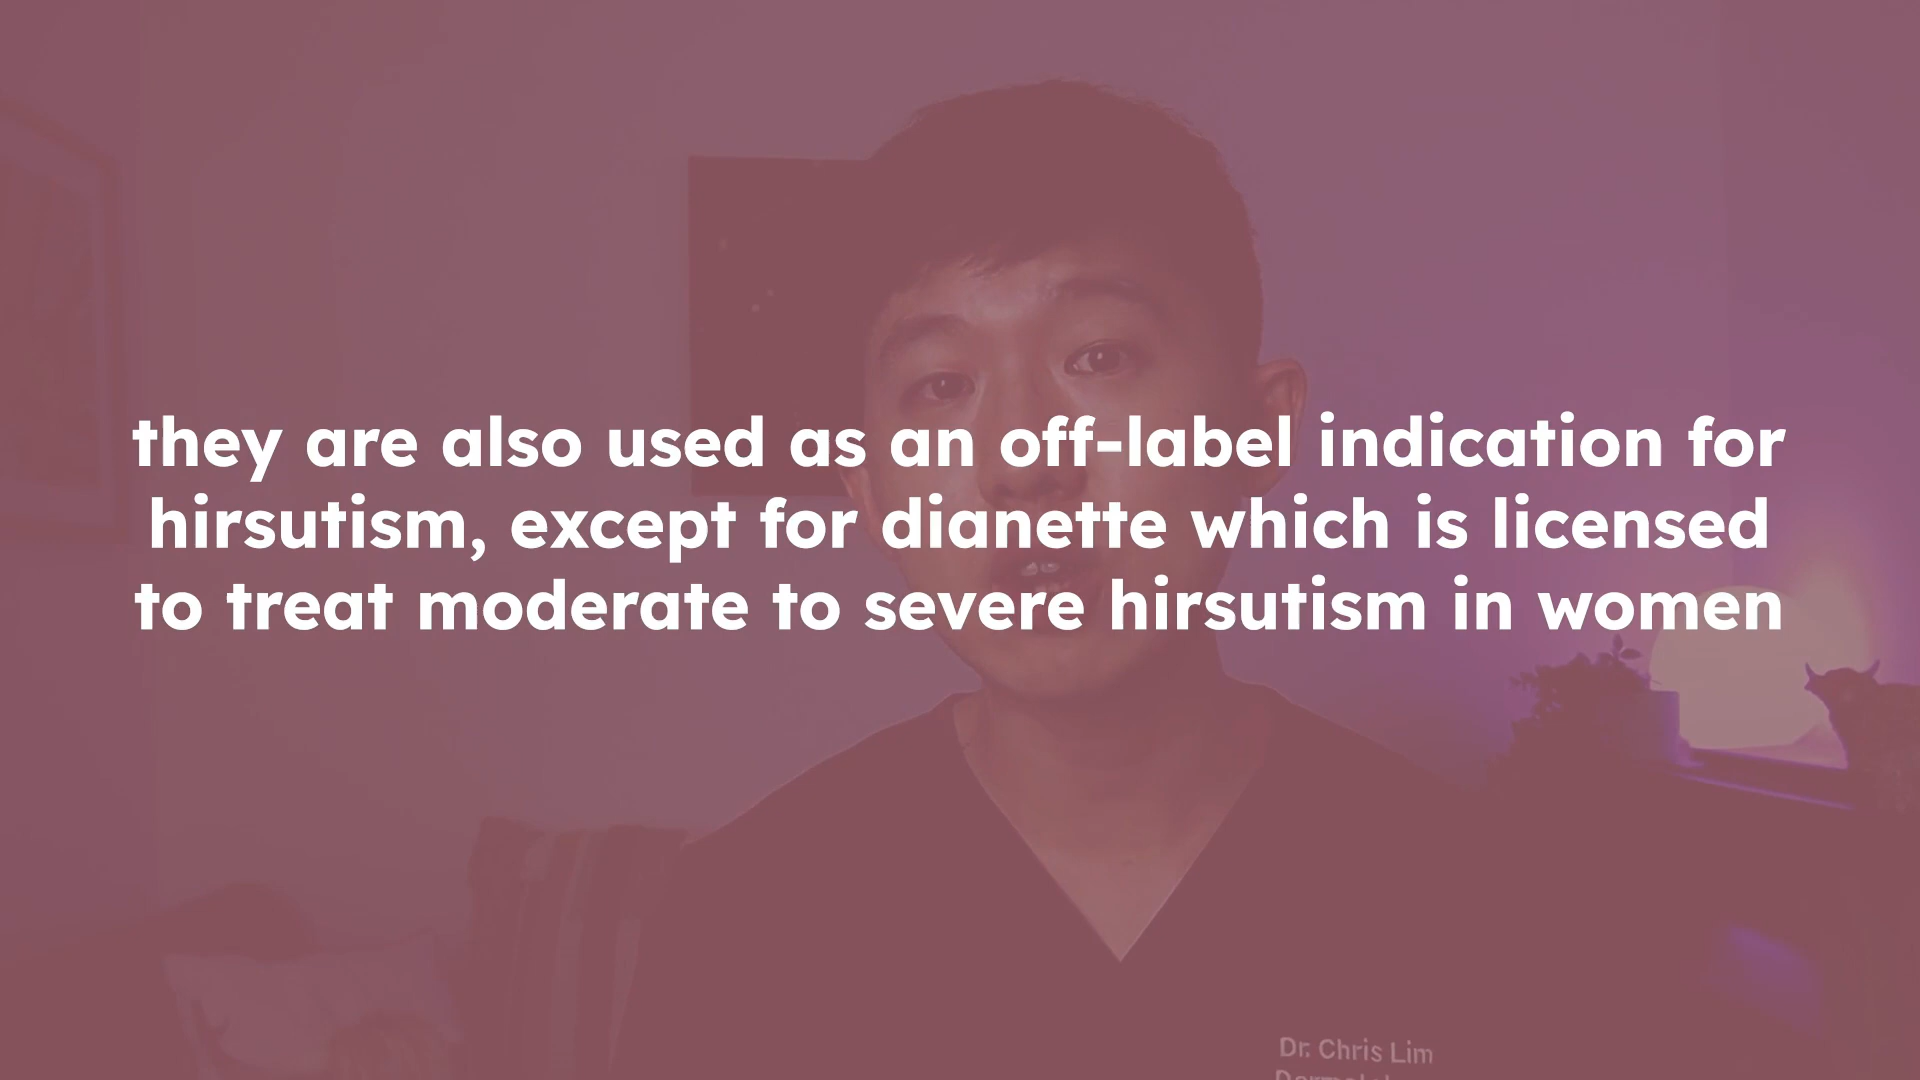 they are also used as an off-label indication for
hirsutism, except for dianette which is licensed
to treat moderate to severe hirsutism in women
Dr. Chris Lim